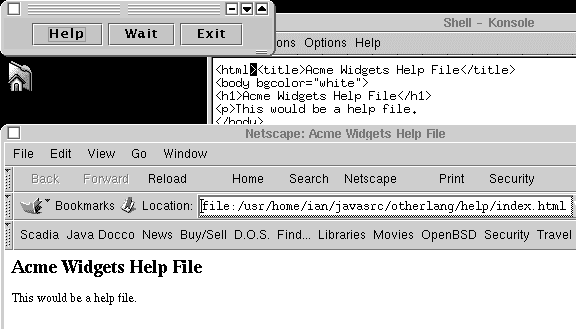 Help Wait Exit
Shell - Konsole
ons Options Help
<html><title>Acme Widgets Help File</title>
<body bgcolor="white">
<h1>Acme Widgets Help File</h1>
<p>This would be a help file.
</body>
Netscape: Acme Widgets Help File
File Edit View Go Window
Back Forward Reload Home Search Netscape Print Security
Bookmarks Location: file:/usr/home/ian/javasrc/otherlang/help/index.html
Scadia Java Docco News Buy/Sell D.O.S. Find... Libraries Movies OpenBSD Security Travel
Acme Widgets Help File
This would be a help file.